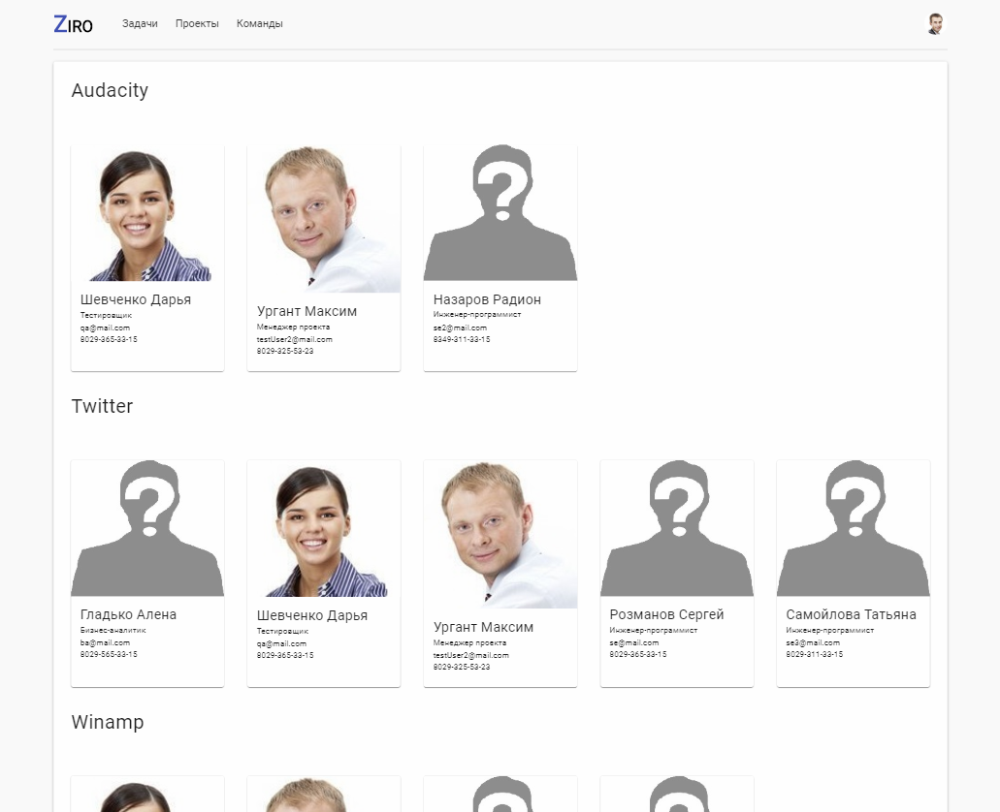 ZIRO Задачи Проекты Команды
Audacity
Шевченко Дарья
Тестировщик
qa@mail.com
8029-365-33-15
Ургант Максим
Менеджер проекта
testUser2@mail.com
8029-325-53-23
Назаров Радион
Инженер-программист
se2@mail.com
8349-311-33-15
Twitter
Гладько Алена
Бизнес-аналитик
ba@mail.com
8029-565-33-15
Шевченко Дарья
Тестировщик
qa@mail.com
8029-365-33-15
Ургант Максим
Менеджер проекта
testUser2@mail.com
8029-325-53-23
Розманов Сергей
Инженер-программист
se@mail.com
8029-365-33-15
Самойлова Татьяна
Инженер-программист
se3@mail.com
8029-311-33-15
Winamp